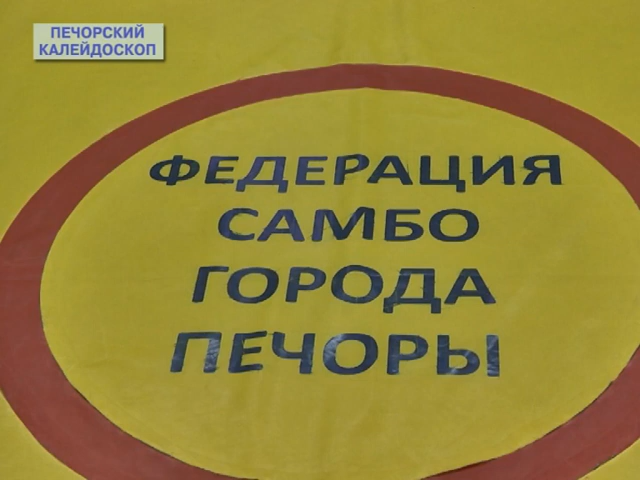 ПЕЧОРСКИЙ
КАЛЕЙДОСКОП
ФЕДЕРАЦИЯ
САМБО
ГОРОДА
ПЕЧОРЫ